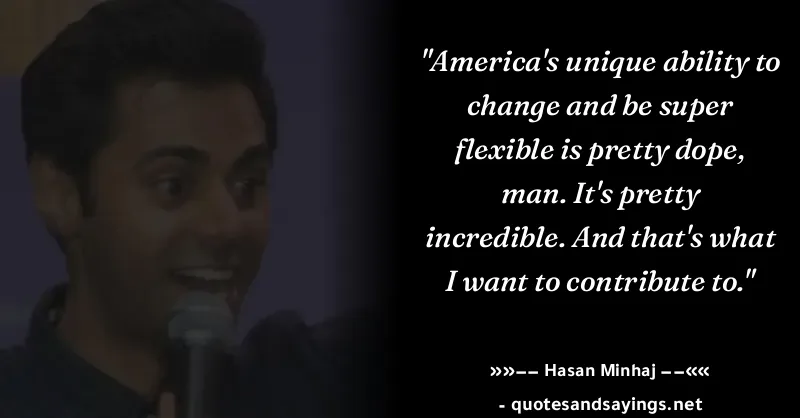 "America's unique ability to
change and be super
flexible is pretty dope,
man. It's pretty
incredible. And that's what
I want to contribute to."
»»−− Hasan Minhaj −−««
- quotesandsayings.net